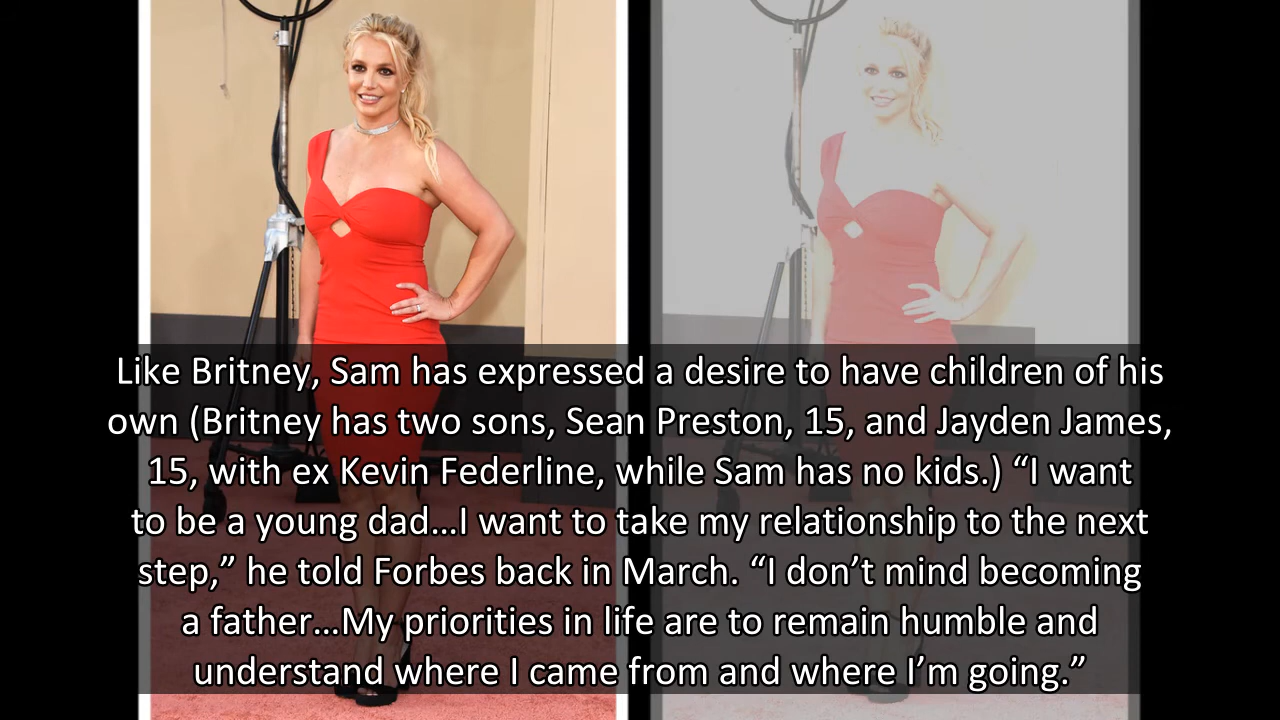 Like Britney, Sam has expressed a desire to have children of his
own (Britney has two sons, Sean Preston, 15, and Jayden James,
15, with ex Kevin Federline, while Sam has no kids.) “I want
to be a young dad…I want to take my relationship to the next
step,” he told Forbes back in March. “I don’t mind becoming
a father…My priorities in life are to remain humble and
understand where I came from and where I’m going.”